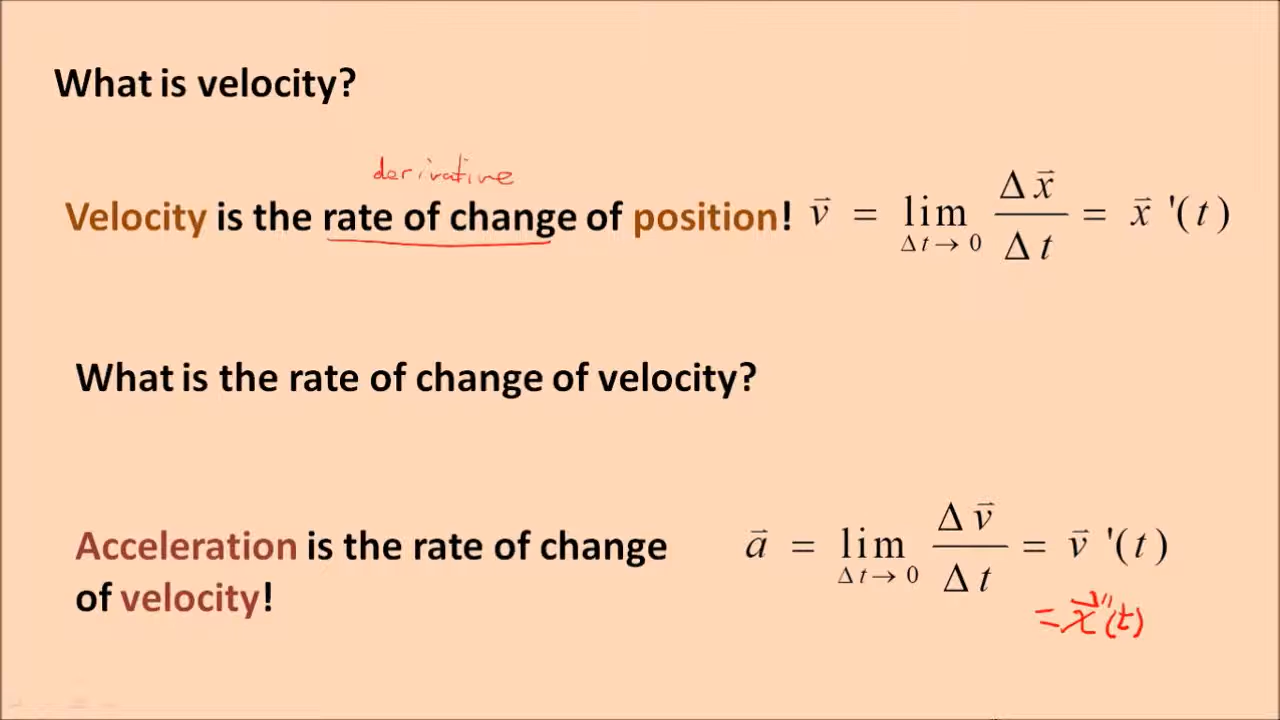 What is velocity?
derivative
Velocity is the rate of change of position! v⃗ = lim Δt→0 Δx⃗/Δt = x⃗ '(t)
What is the rate of change of velocity?
Acceleration is the rate of change
of velocity!
a⃗ = lim Δt→0 Δv⃗/Δt = v⃗ '(t)
= x⃗''(t)